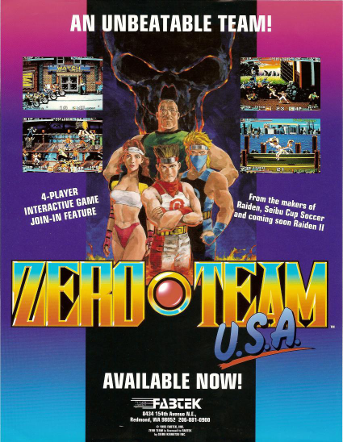 AN UNBEATABLE TEAM!
4-PLAYER
INTERACTIVE GAME
JOIN-IN FEATURE
From the makers of
Raiden, Seibu Cup Soccer
and coming soon Raiden II
ZERO TEAM
U.S.A.
AVAILABLE NOW!
FABTEK
8434 154th Avenue N.E.,
Redmond, WA 98052